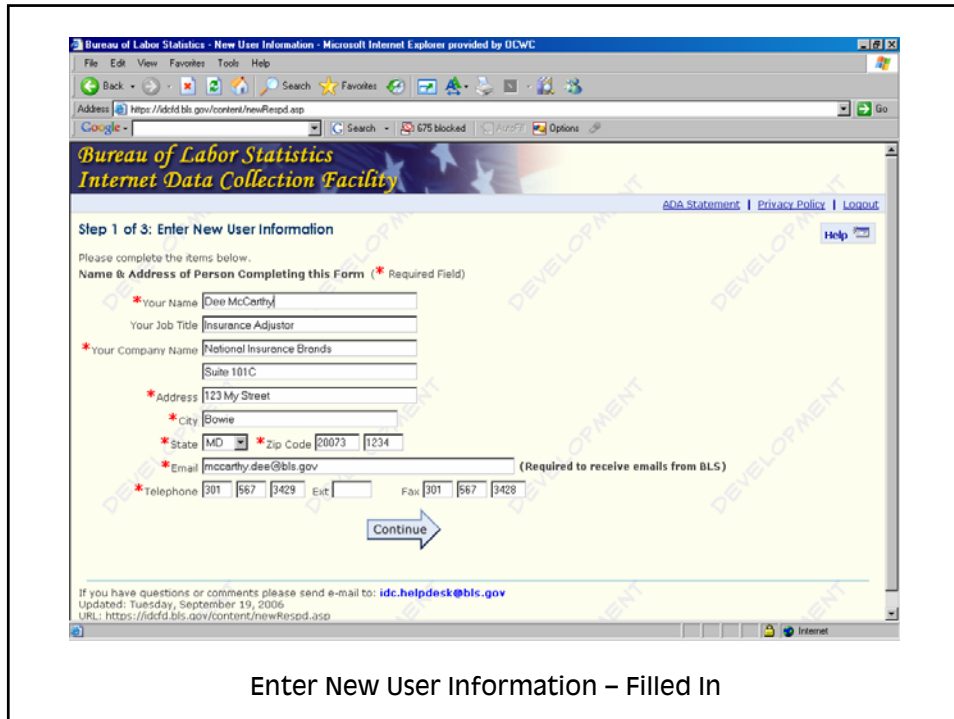 Bureau of Labor Statistics - New User Information - Microsoft Internet Explorer provided by OCWC
File Edit View Favorites Tools Help
Back Search Favorites
Address https://idcfd.bls.gov/content/newRespd.asp Go
Google - Search 675 blocked AutoFill Options
Bureau of Labor Statistics
Internet Data Collection Facility
ADA Statement | Privacy Policy | Logout
Step 1 of 3: Enter New User Information
Help
Please complete the items below.
Name & Address of Person Completing this Form (* Required Field)
*Your Name Dee McCarthy
Your Job Title Insurance Adjustor
*Your Company Name National Insurance Brands
Suite 101C
*Address 123 My Street
*City Bowie
*State MD *Zip Code 20073 1234
*Email mccarthy.dee@bls.gov (Required to receive emails from BLS)
*Telephone 301 567 3429 Ext Fax 301 567 3428
Continue
If you have questions or comments please send e-mail to: idc.helpdesk@bls.gov
Updated: Tuesday, September 19, 2006
URL: https://idcfd.bls.gov/content/newRespd.asp
Internet
DEVELOPMENT
Enter New User Information – Filled In